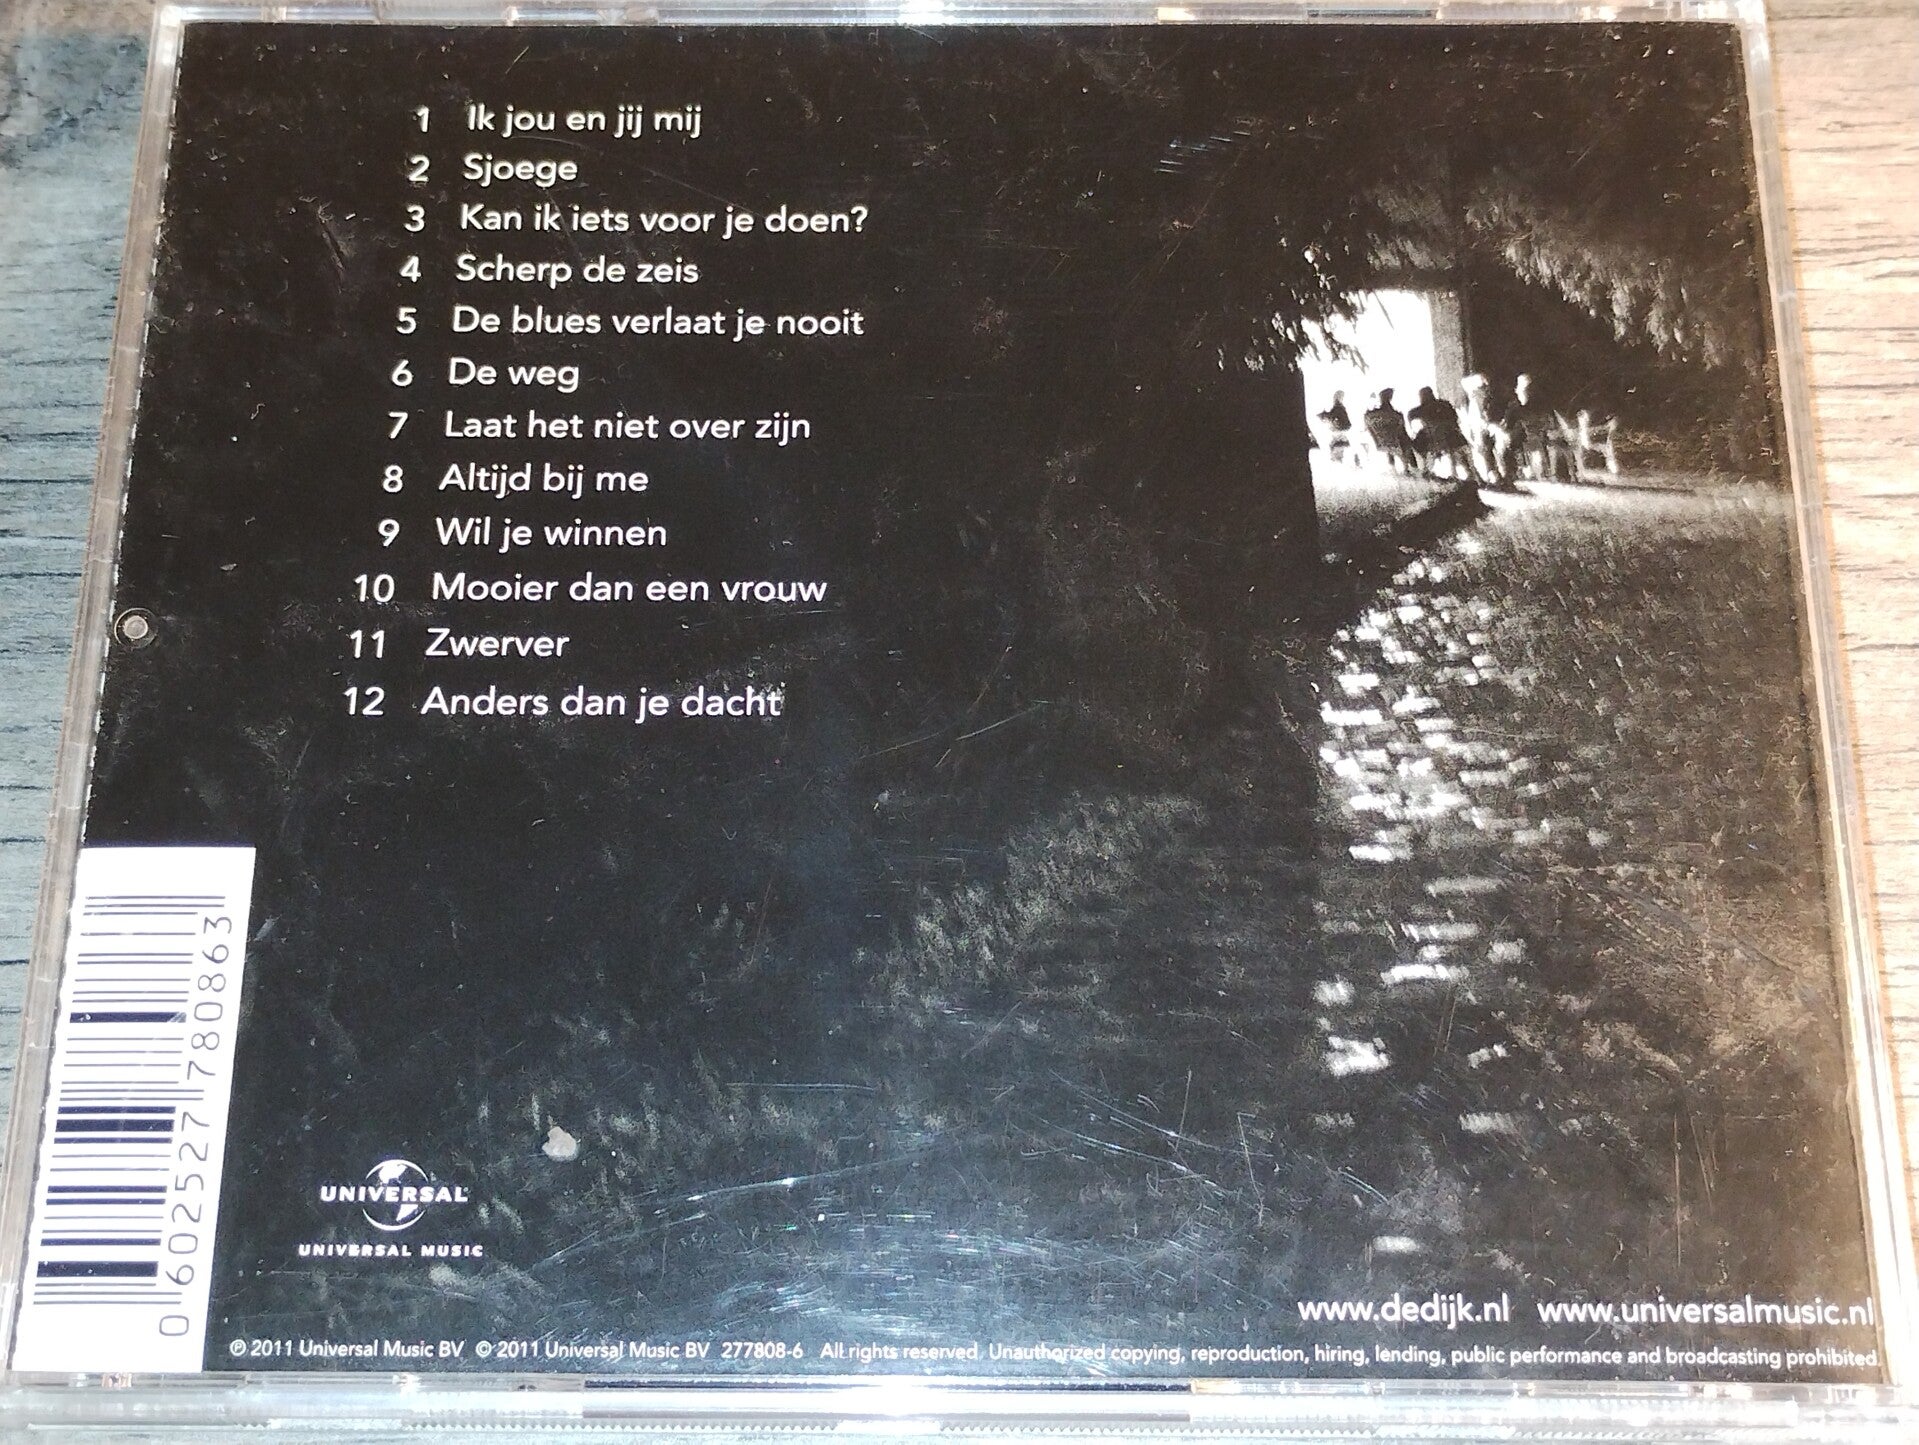 1 Ik jou en jij mij
2 Sjoege
3 Kan ik iets voor je doen?
4 Scherp de zeis
5 De blues verlaat je nooit
6 De weg
7 Laat het niet over zijn
8 Altijd bij me
9 Wil je winnen
10 Mooier dan een vrouw
11 Zwerver
12 Anders dan je dacht
0 602527 780863
UNIVERSAL
UNIVERSAL MUSIC
www.dedijk.nl www.universalmusic.nl
℗ 2011 Universal Music BV © 2011 Universal Music BV 277808-6 All rights reserved. Unauthorized copying, reproduction, hiring, lending, public performance and broadcasting prohibited.